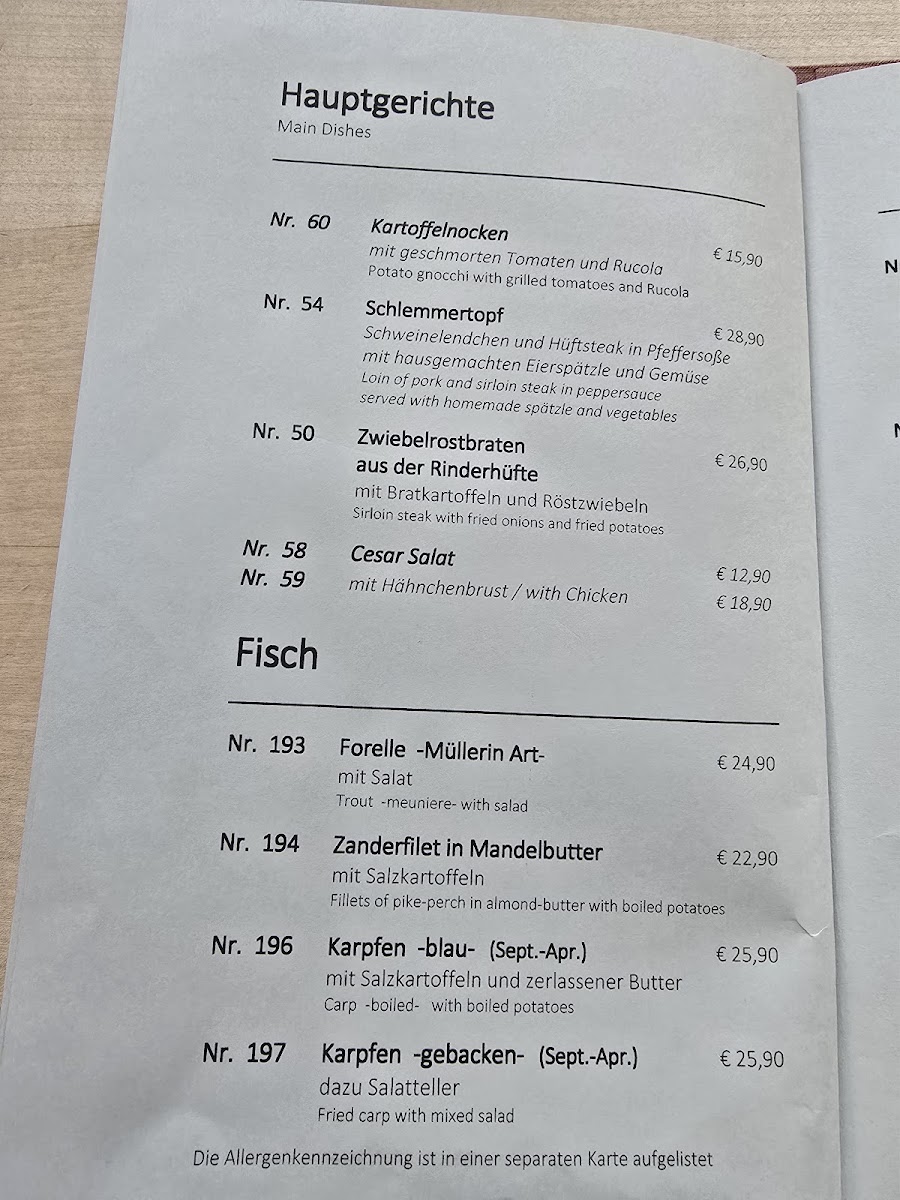 Hauptgerichte
Main Dishes
Nr. 60 Kartoffelnocken
mit geschmorten Tomaten und Rucola € 15,90
Potato gnocchi with grilled tomatoes and Rucola
Nr. 54 Schlemmertopf € 28,90
Schweinelendchen und Hüftsteak in Pfeffersoße
mit hausgemachten Eierspätzle und Gemüse
Loin of pork and sirloin steak in peppersauce
served with homemade spätzle and vegetables
Nr. 50 Zwiebelrostbraten € 26,90
aus der Rinderhüfte
mit Bratkartoffeln und Röstzwiebeln
Sirloin steak with fried onions and fried potatoes
Nr. 58 Cesar Salat € 12,90
Nr. 59 mit Hähnchenbrust / with Chicken € 18,90
Fisch
Nr. 193 Forelle -Müllerin Art- € 24,90
mit Salat
Trout -meuniere- with salad
Nr. 194 Zanderfilet in Mandelbutter € 22,90
mit Salzkartoffeln
Fillets of pike-perch in almond-butter with boiled potatoes
Nr. 196 Karpfen -blau- (Sept.-Apr.) € 25,90
mit Salzkartoffeln und zerlassener Butter
Carp -boiled- with boiled potatoes
Nr. 197 Karpfen -gebacken- (Sept.-Apr.) € 25,90
dazu Salatteller
Fried carp with mixed salad
Die Allergenkennzeichnung ist in einer separaten Karte aufgelistet